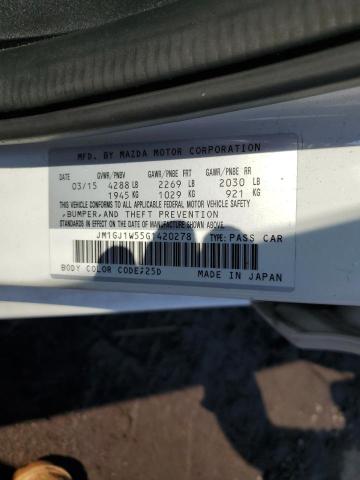 MFD. BY MAZDA MOTOR CORPORATION
GVWR/PNBV GAWR/PNBE FRT GAWR/PNBE RR
03/15 4288 LB 2269 LB 2030 LB
1945 KG 1029 KG 921 KG
THIS VEHICLE CONFORMS TO ALL
APPLICABLE FEDERAL MOTOR VEHICLE SAFETY
,BUMPER,AND THEFT PREVENTION
STANDARDS IN EFFECT ON THE DATE OF
MANUFACTURE SHOWN ABOVE.
JM1GJ1W55G1420278 TYPE: PASS CAR
BODY COLOR CODE:25D MADE IN JAPAN